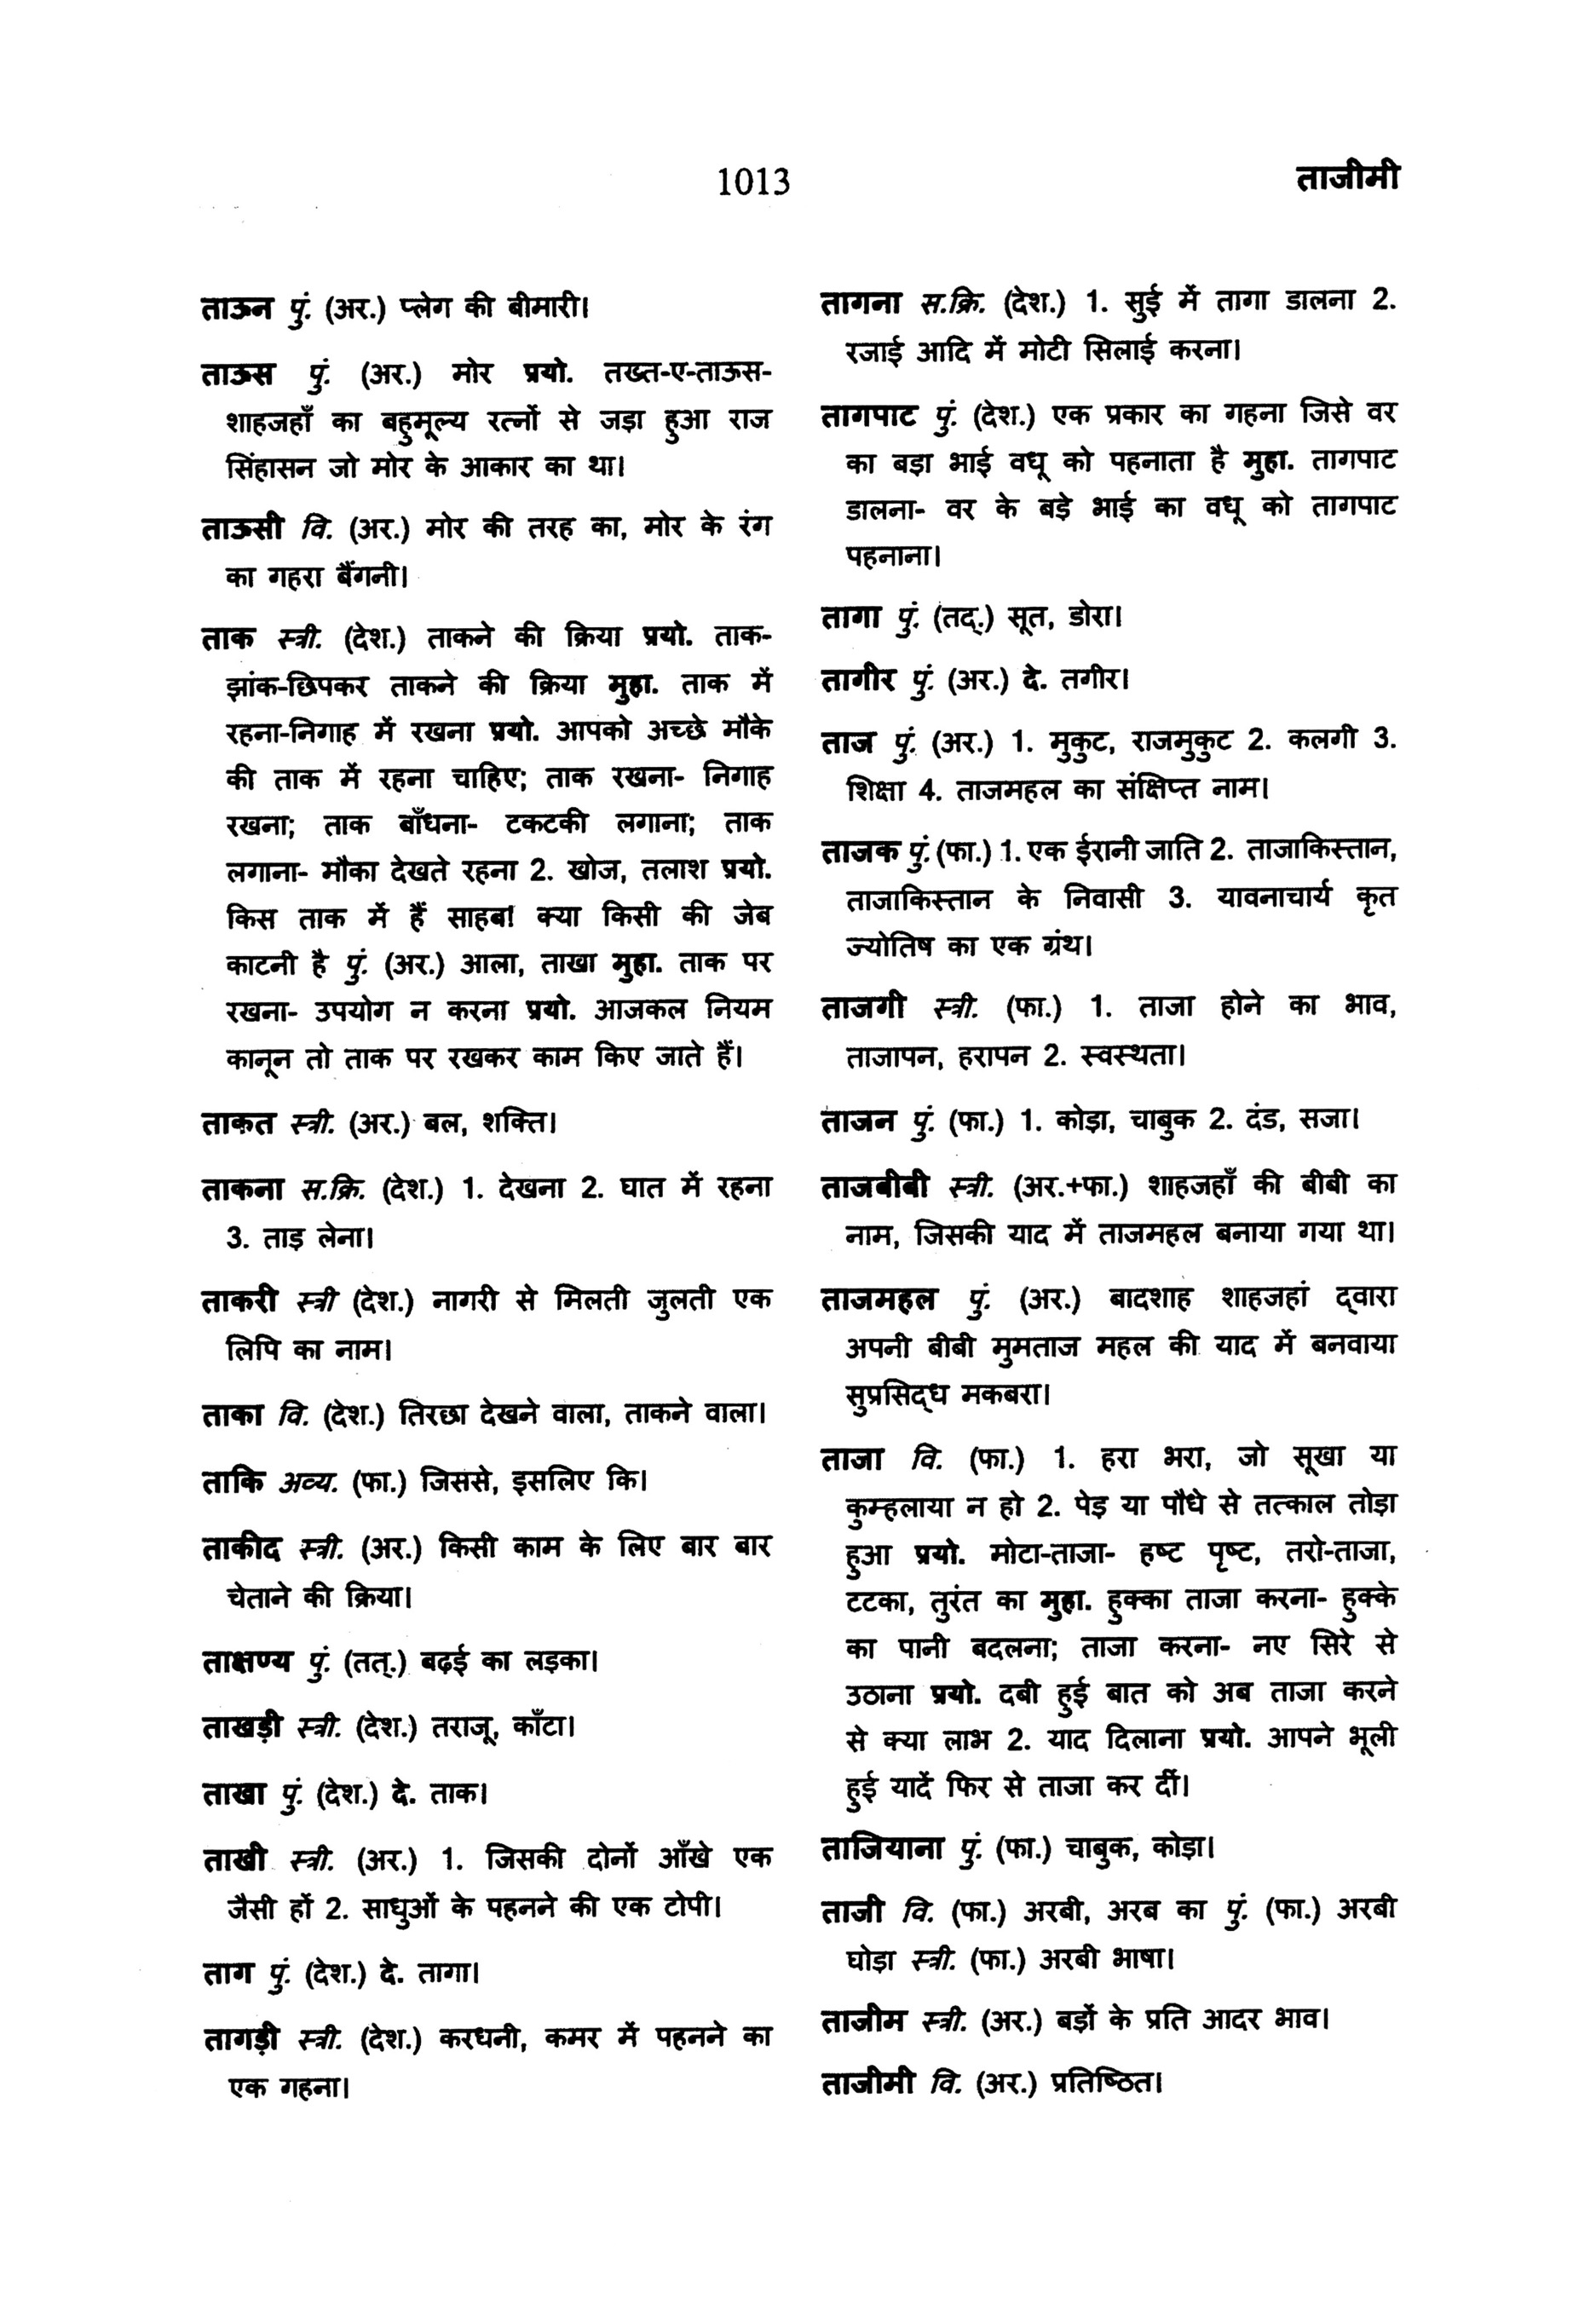 1013
ताजीमी
ताऊन पुं. (अर.) प्लेग की बीमारी।
ताऊस पुं. (अर.) मोर प्रयो. तख्त-ए-ताऊस-
शाहजहाँ का बहुमूल्य रत्नों से जड़ा हुआ राज
सिंहासन जो मोर के आकार का था।
ताऊसी वि. (अर.) मोर की तरह का, मोर के रंग
का गहरा बैंगनी।
ताक स्त्री. (देश.) ताकने की क्रिया प्रयो. ताक-
झांक-छिपकर ताकने की क्रिया मुहा. ताक में
रहना-निगाह में रखना प्रयो. आपको अच्छे मौके
की ताक में रहना चाहिए; ताक रखना- निगाह
रखना; ताक बाँधना- टकटकी लगाना; ताक
लगाना- मौका देखते रहना 2. खोज, तलाश प्रयो.
किस ताक में हैं साहब! क्या किसी की जेब
काटनी है पुं. (अर.) आला, ताखा मुहा. ताक पर
रखना- उपयोग न करना प्रयो. आजकल नियम
कानून तो ताक पर रखकर काम किए जाते हैं।
ताकत स्त्री. (अर.) बल, शक्ति।
ताकना स.क्रि. (देश.) 1. देखना 2. घात में रहना
3. ताड़ लेना।
ताकरी स्त्री (देश.) नागरी से मिलती जुलती एक
लिपि का नाम।
ताका वि. (देश.) तिरछा देखने वाला, ताकने वाला।
ताकि अव्य. (फा.) जिससे, इसलिए कि।
ताकीद स्त्री. (अर.) किसी काम के लिए बार बार
चेताने की क्रिया।
ताक्षण्य पुं. (तत्.) बढ़ई का लड़का।
ताखड़ी स्त्री. (देश.) तराजू, काँटा।
ताखा पुं. (देश.) दे. ताक।
ताखी स्त्री. (अर.) 1. जिसकी दोनों आँखे एक
जैसी हों 2. साधुओं के पहनने की एक टोपी।
ताग पुं. (देश.) दे. तागा।
तागड़ी स्त्री. (देश.) करधनी, कमर में पहनने का
एक गहना।
तागना स.क्रि. (देश.) 1. सुई में तागा डालना 2.
रजाई आदि में मोटी सिलाई करना।
तागपाट पुं. (देश.) एक प्रकार का गहना जिसे वर
का बड़ा भाई वधू को पहनाता है मुहा. तागपाट
डालना- वर के बड़े भाई का वधू को तागपाट
पहनाना।
तागा पुं. (तद्.) सूत, डोरा।
तागीर पुं. (अर.) दे. तगीर।
ताज पुं. (अर.) 1. मुकुट, राजमुकुट 2. कलगी 3.
शिक्षा 4. ताजमहल का संक्षिप्त नाम।
ताजक पुं. (फा.) 1. एक ईरानी जाति 2. ताजाकिस्तान,
ताजाकिस्तान के निवासी 3. यावनाचार्य कृत
ज्योतिष का एक ग्रंथ।
ताजगी स्त्री. (फा.) 1. ताजा होने का भाव,
ताजापन, हरापन 2. स्वस्थता।
ताजन पुं. (फा.) 1. कोड़ा, चाबुक 2. दंड, सजा।
ताजबीबी स्त्री. (अर.+फा.) शाहजहाँ की बीबी का
नाम, जिसकी याद में ताजमहल बनाया गया था।
ताजमहल पुं. (अर.) बादशाह शाहजहां द्‌वारा
अपनी बीबी मुमताज महल की याद में बनवाया
सुप्रसिद्‌ध मकबरा।
ताजा वि. (फा.) 1. हरा भरा, जो सूखा या
कुम्हलाया न हो 2. पेड़ या पौधे से तत्काल तोड़ा
हुआ प्रयो. मोटा-ताजा- हष्ट पृष्ट, तरो-ताजा,
टटका, तुरंत का मुहा. हुक्का ताजा करना- हुक्के
का पानी बदलना; ताजा करना- नए सिरे से
उठाना प्रयो. दबी हुई बात को अब ताजा करने
से क्या लाभ 2. याद दिलाना प्रयो. आपने भूली
हुई यादें फिर से ताजा कर दीं।
ताजियाना पुं. (फा.) चाबुक, कोड़ा।
ताजी वि. (फा.) अरबी, अरब का पुं. (फा.) अरबी
घोड़ा स्त्री. (फा.) अरबी भाषा।
ताजीम स्त्री. (अर.) बड़ों के प्रति आदर भाव।
ताजीमी वि. (अर.) प्रतिष्ठित।